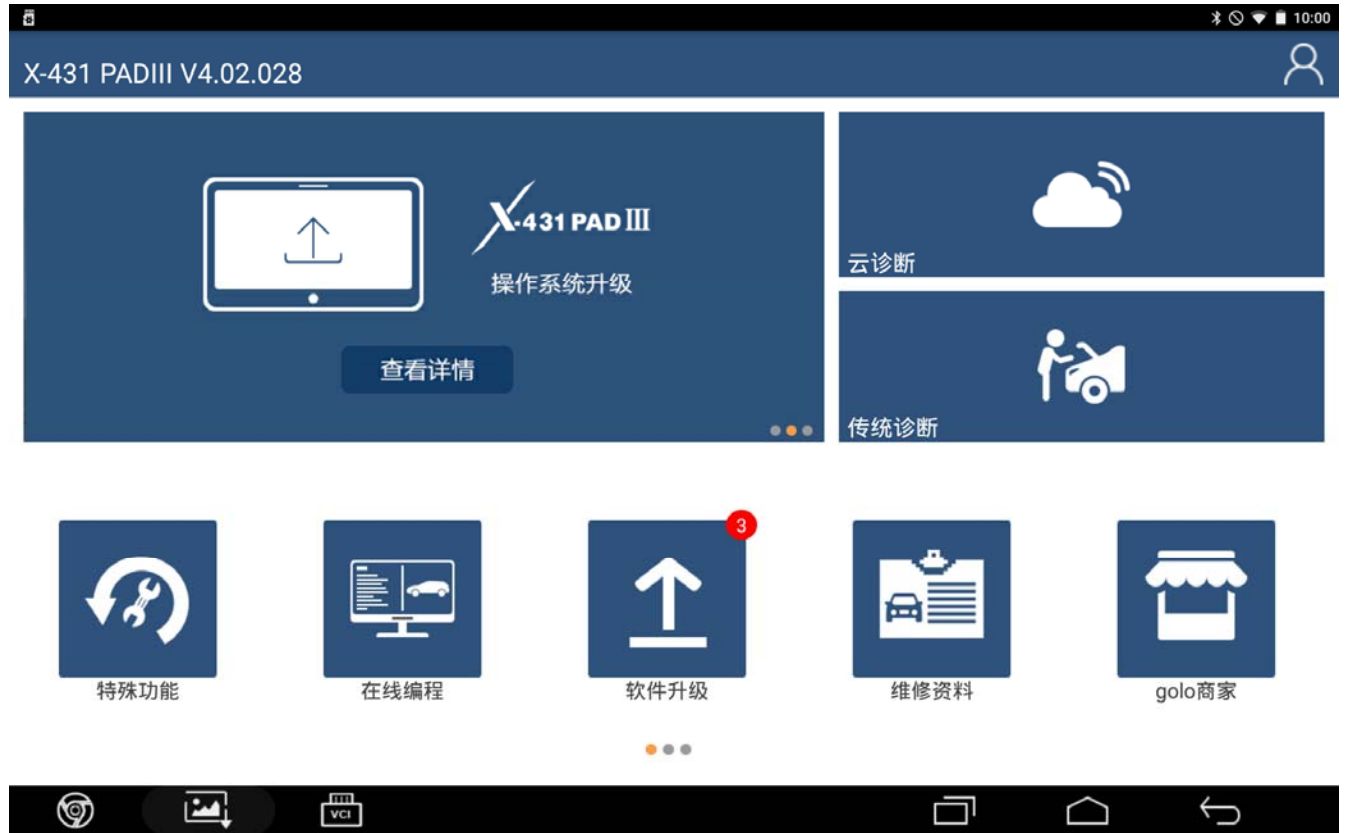 10:00
X-431 PADIII V4.02.028
X-431 PAD III
操作系统升级
查看详情
云诊断
传统诊断
3
特殊功能
在线编程
软件升级
维修资料
golo商家
VCI